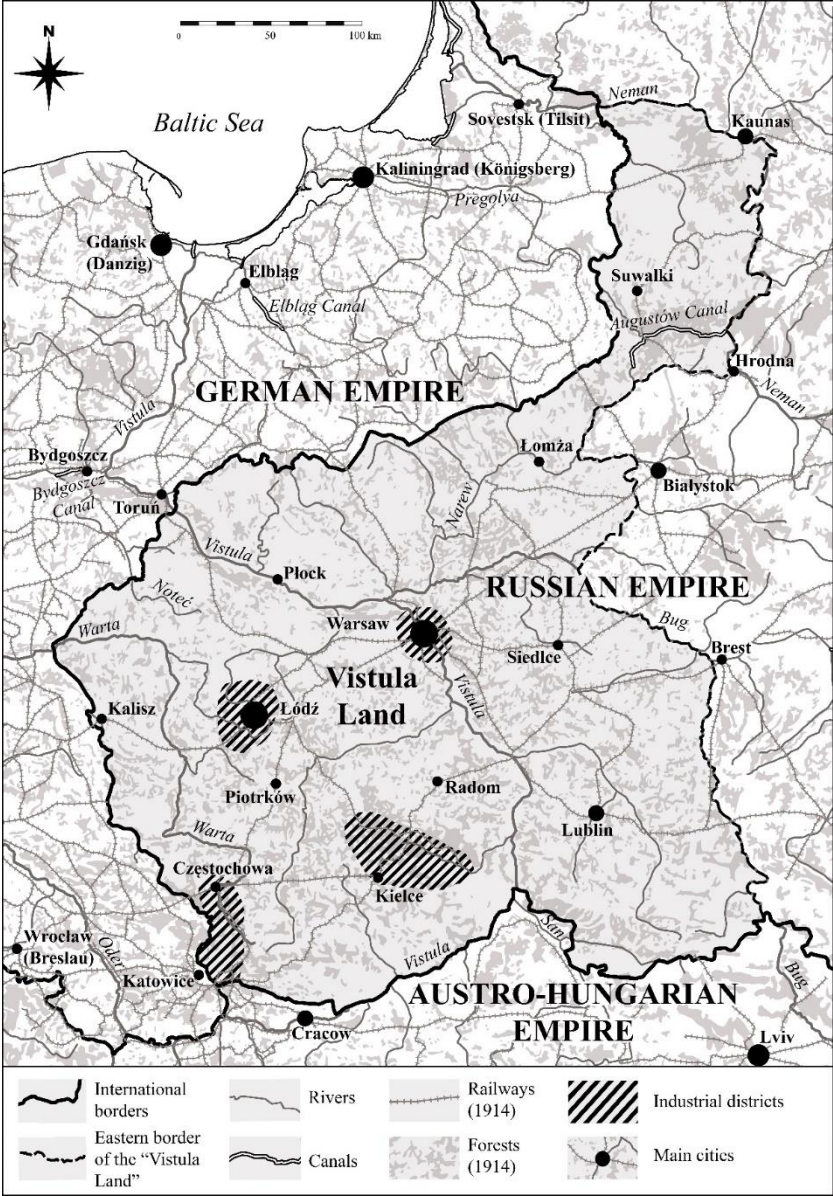 N
0 50 100 km
Baltic Sea
Neman
Sovestsk (Tilsit)
Kaunas
Kaliningrad (Königsberg)
Pregolya
Gdańsk
(Danzig)
Elbląg
Elbląg Canal
Suwalki
Augustów Canal
Hrodna
Neman
GERMAN EMPIRE
Vistula
Bydgoszcz
Bydgoszcz
Canal
Toruń
Łomża
Białystok
Narew
Vistula
Płock
RUSSIAN EMPIRE
Noteć
Warta
Warsaw
Siedlce
Bug
Brest
Vistula
Land
Vistula
Kalisz
Łódź
Piotrków
Radom
Lublin
Warta
Częstochowa
Kielce
Wrocław
(Breslau)
Oder
Katowice
Vistula
San
AUSTRO-HUNGARIAN
EMPIRE
Bug
Cracow
Lviv
International
borders
Rivers
Railways
(1914)
Industrial districts
Eastern border
of the “Vistula
Land”
Canals
Forests
(1914)
Main cities